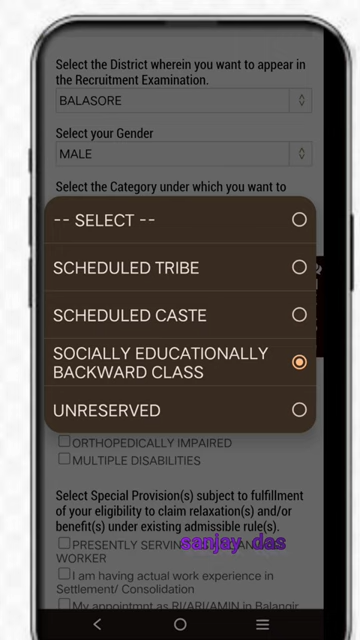 Select the District wherein you want to appear in
the Recruitment Examination.
BALASORE
Select your Gender
MALE
Select the Category under which you want to
-- SELECT --
SCHEDULED TRIBE
SCHEDULED CASTE
SOCIALLY EDUCATIONALLY
BACKWARD CLASS
UNRESERVED
ORTHOPEDICALLY IMPAIRED
MULTIPLE DISABILITIES
Select Special Provision(s) subject to fulfillment
of your eligibility to claim relaxation(s) and/or
benefit(s) under existing admissible rule(s).
sanjay das
PRESENTLY SERVING
WORKER
I am having actual work experience in
Settlement/ Consolidation
My appointmnt as RI/ARI/AMIN in Balangir